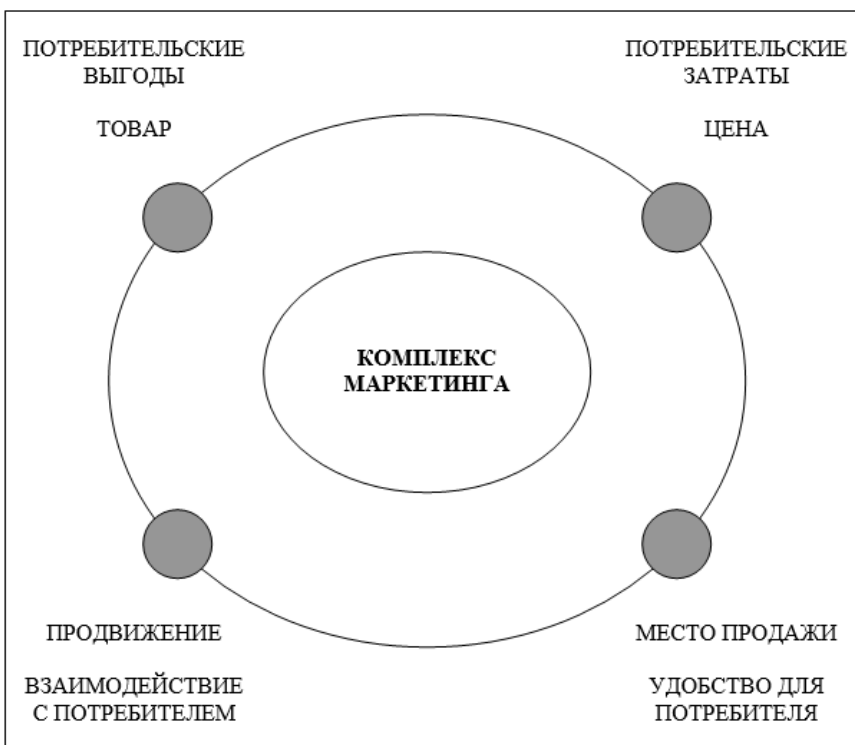 ПОТРЕБИТЕЛЬСКИЕ
ВЫГОДЫ
ТОВАР
ПОТРЕБИТЕЛЬСКИЕ
ЗАТРАТЫ
ЦЕНА
КОМПЛЕКС
МАРКЕТИНГА
ПРОДВИЖЕНИЕ
ВЗАИМОДЕЙСТВИЕ
С ПОТРЕБИТЕЛЕМ
МЕСТО ПРОДАЖИ
УДОБСТВО ДЛЯ
ПОТРЕБИТЕЛЯ